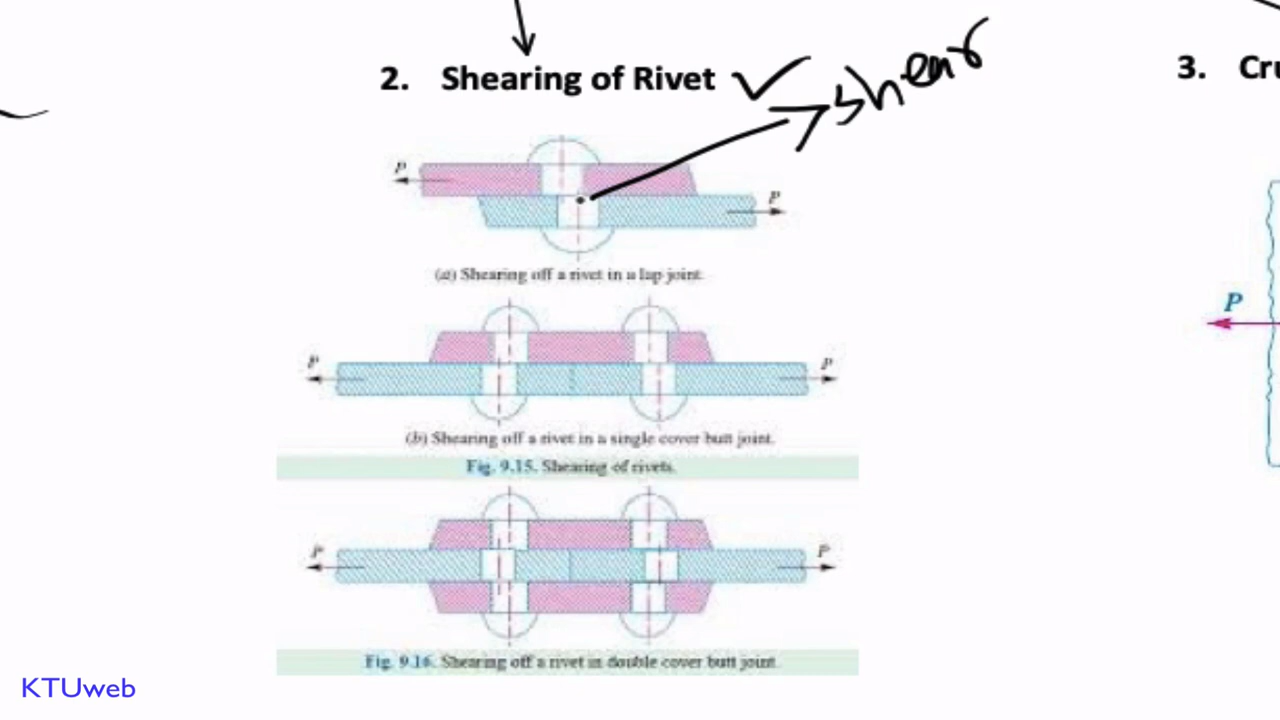 2. Shearing of Rivet
shear
3. Cru
P
P
(a) Shearing off a rivet in a lap joint.
P
P
(b) Shearing off a rivet in a single cover butt joint.
Fig. 9.15. Shearing of rivets.
P
P
P
Fig. 9.16. Shearing off a rivet in double cover butt joint.
KTUweb